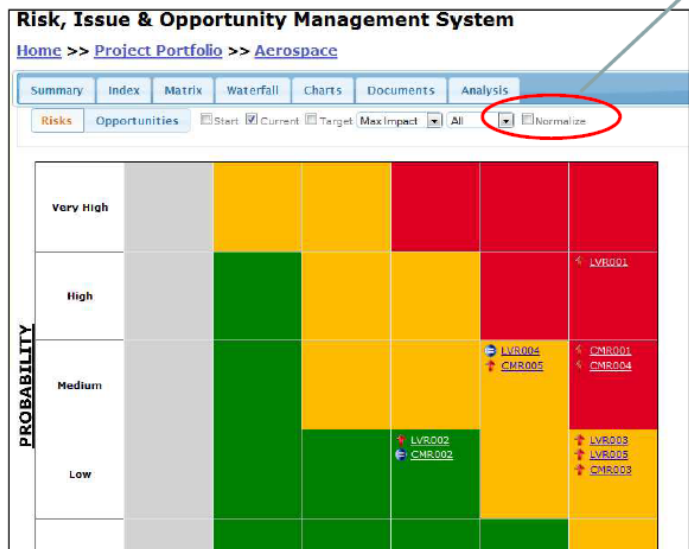 Risk, Issue & Opportunity Management System
Home >> Project Portfolio >> Aerospace
Summary Index Matrix Waterfall Charts Documents Analysis
Risks Opportunities Start Current Target Max Impact All Normalize
Very High
LVR001
High
PROBABILITY
LVR004 CMR001
CMR005 CMR004
Medium
LVR002 LVR003
CMR002 LVR005
CMR003
Low